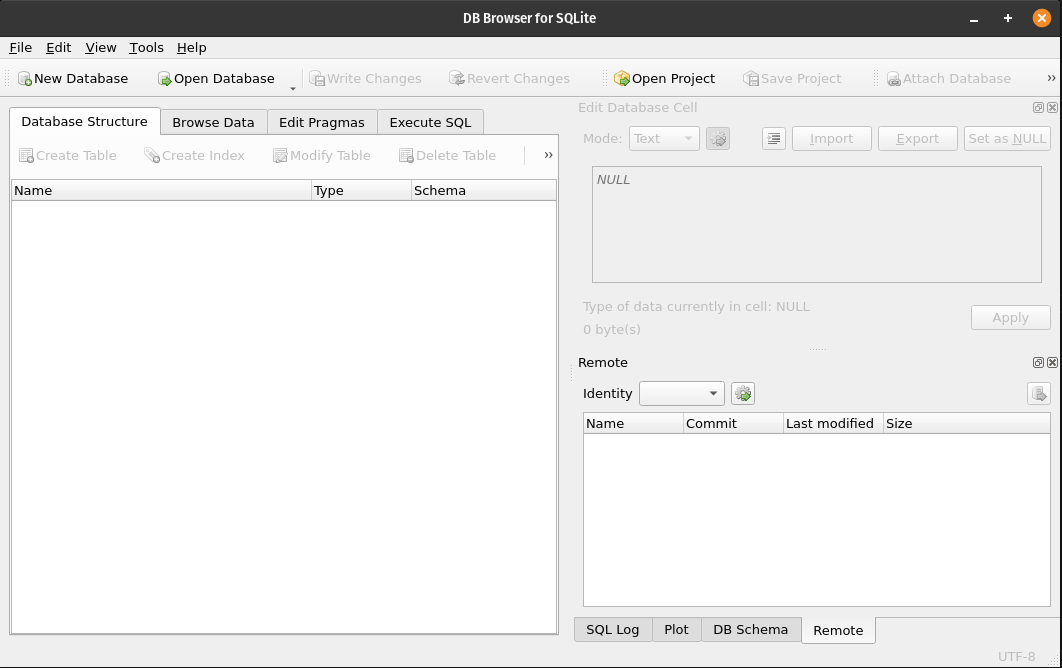 DB Browser for SQLite
File Edit View Tools Help
New Database Open Database Write Changes Revert Changes Open Project Save Project Attach Database »
Database Structure Browse Data Edit Pragmas Execute SQL
Create Table Create Index Modify Table Delete Table »
Name Type Schema
Edit Database Cell
Mode: Text Import Export Set as NULL
NULL
Type of data currently in cell: NULL
0 byte(s)
Apply
Remote
Identity
Name Commit Last modified Size
SQL Log Plot DB Schema Remote
UTF-8